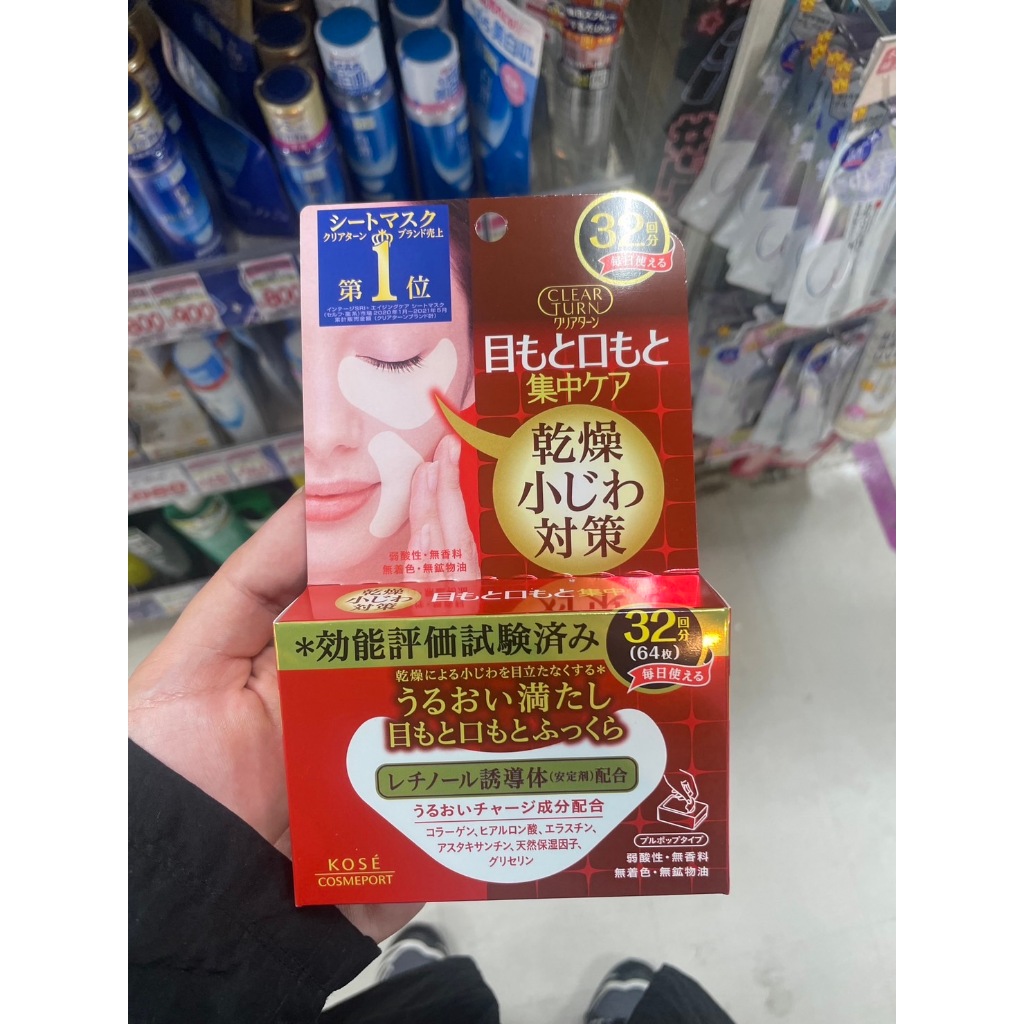 シートマスク
クリアターン ブランド売上
第1位
32回分
毎日使える
CLEAR
TURN
クリアターン
目もと口もと
集中ケア
乾燥
小じわ
対策
弱酸性・無香料
無着色・無鉱物油
乾燥
小じわ
対策
目もと口もと集中
*効能評価試験済み
32回分
(64枚)
毎日使える
乾燥による小じわを目立たなくする*
うるおい満たし
目もと口もとふっくら
レチノール誘導体(安定剤)配合
うるおいチャージ成分配合
コラーゲン、ヒアルロン酸、エラスチン、
アスタキサンチン、天然保湿因子、
グリセリン
プルポップタイプ
弱酸性・無香料
無着色・無鉱物油
KOSÉ
COSMEPORT